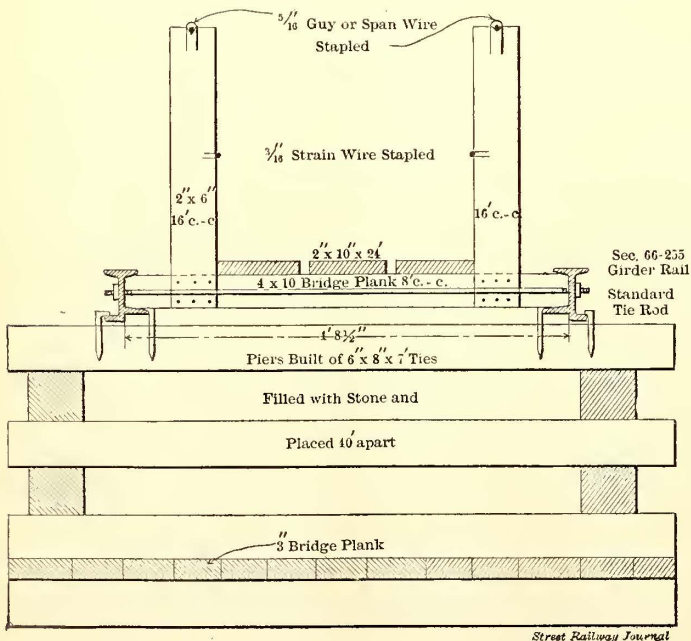 5/16" Guy or Span Wire
Stapled
3/16" Strain Wire Stapled
2" x 6"
16' c.-c
16' c.-c
2" x 10" x 24'
4 x 10 Bridge Plank 8' c.-c.
Sec. 66-255
Girder Rail
Standard
Tie Rod
4' 8½"
Piers Built of 6" x 8" x 7' Ties
Filled with Stone and
Placed 10' apart
3" Bridge Plank
Street Railway Journal